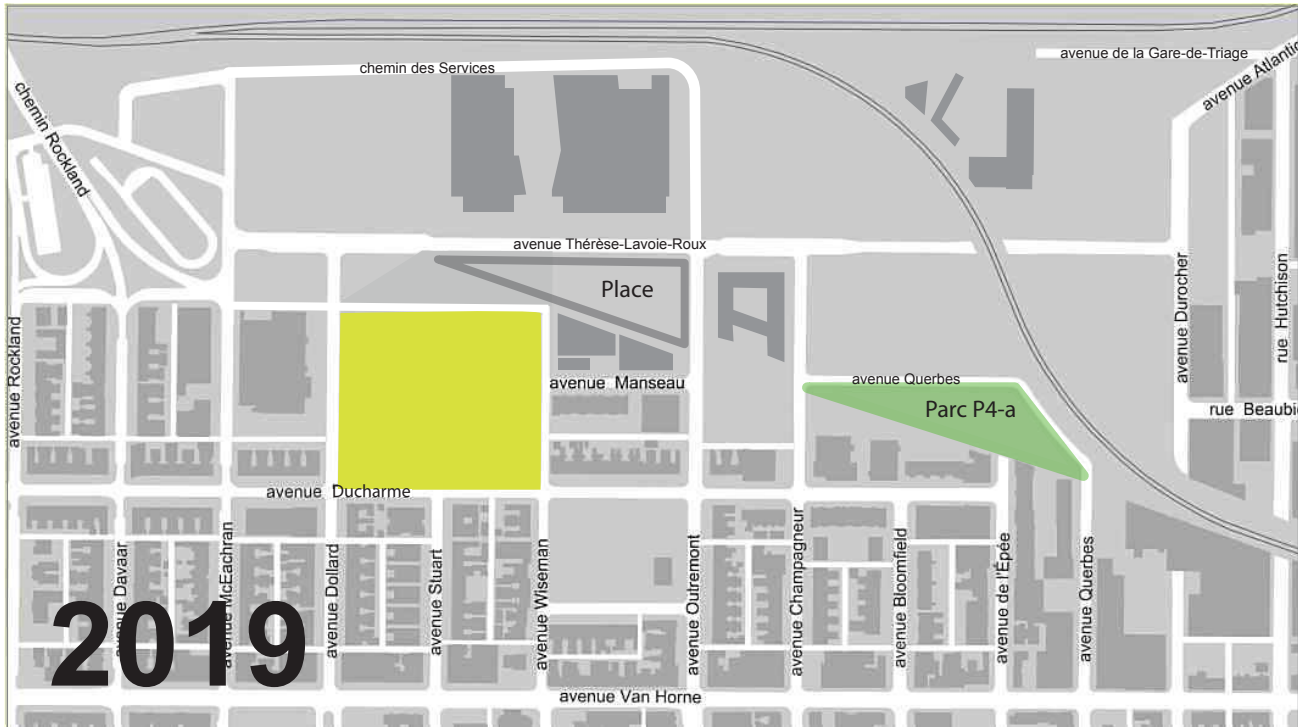 avenue de la Gare-de-Triage
chemin des Services
avenue Atlantic
chemin Rockland
avenue Thérèse-Lavoie-Roux
Place
avenue Durocher
rue Hutchison
avenue Rockland
avenue Manseau
avenue Querbes
Parc P4-a
rue Beaubie
avenue Ducharme
avenue Davaar
avenue McEachran
avenue Dollard
avenue Stuart
avenue Wiseman
avenue Outremont
avenue Champagneur
avenue Bloomfield
avenue de l'Épée
avenue Querbes
2019
avenue Van Horne